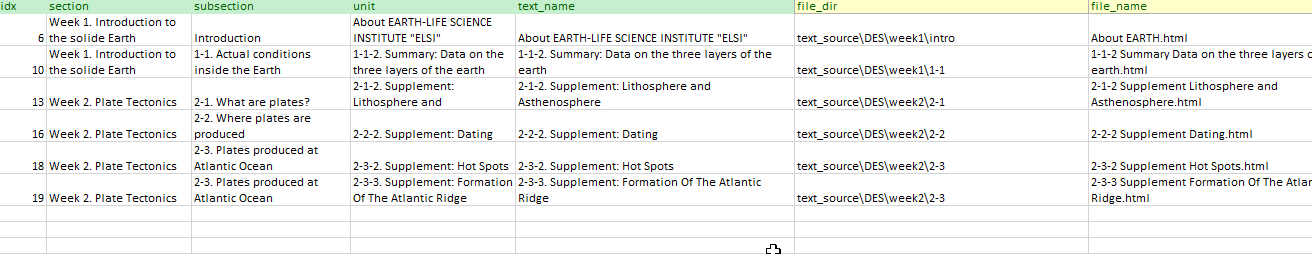 idx section subsection unit text_name file_dir file_name
Week 1. Introduction to About EARTH-LIFE SCIENCE
6 the solide Earth Introduction INSTITUTE "ELSI" About EARTH-LIFE SCIENCE INSTITUTE "ELSI" text_source\DES\week1\intro About EARTH.html
Week 1. Introduction to 1-1. Actual conditions 1-1-2. Summary: Data on the 1-1-2. Summary: Data on the three layers of the 1-1-2 Summary Data on the three layers
10 the solide Earth inside the Earth three layers of the earth earth text_source\DES\week1\1-1 earth.html
2-1-2. Supplement: 2-1-2. Supplement: Lithosphere and 2-1-2 Supplement Lithosphere and
13 Week 2. Plate Tectonics 2-1. What are plates? Lithosphere and Asthenosphere text_source\DES\week2\2-1 Asthenosphere.html
2-2. Where plates are
16 Week 2. Plate Tectonics produced 2-2-2. Supplement: Dating 2-2-2. Supplement: Dating text_source\DES\week2\2-2 2-2-2 Supplement Dating.html
2-3. Plates produced at
18 Week 2. Plate Tectonics Atlantic Ocean 2-3-2. Supplement: Hot Spots 2-3-2. Supplement: Hot Spots text_source\DES\week2\2-3 2-3-2 Supplement Hot Spots.html
2-3. Plates produced at 2-3-3. Supplement: Formation 2-3-3. Supplement: Formation Of The Atlantic 2-3-3 Supplement Formation Of The
19 Week 2. Plate Tectonics Atlantic Ocean Of The Atlantic Ridge Ridge text_source\DES\week2\2-3 Ridge.html